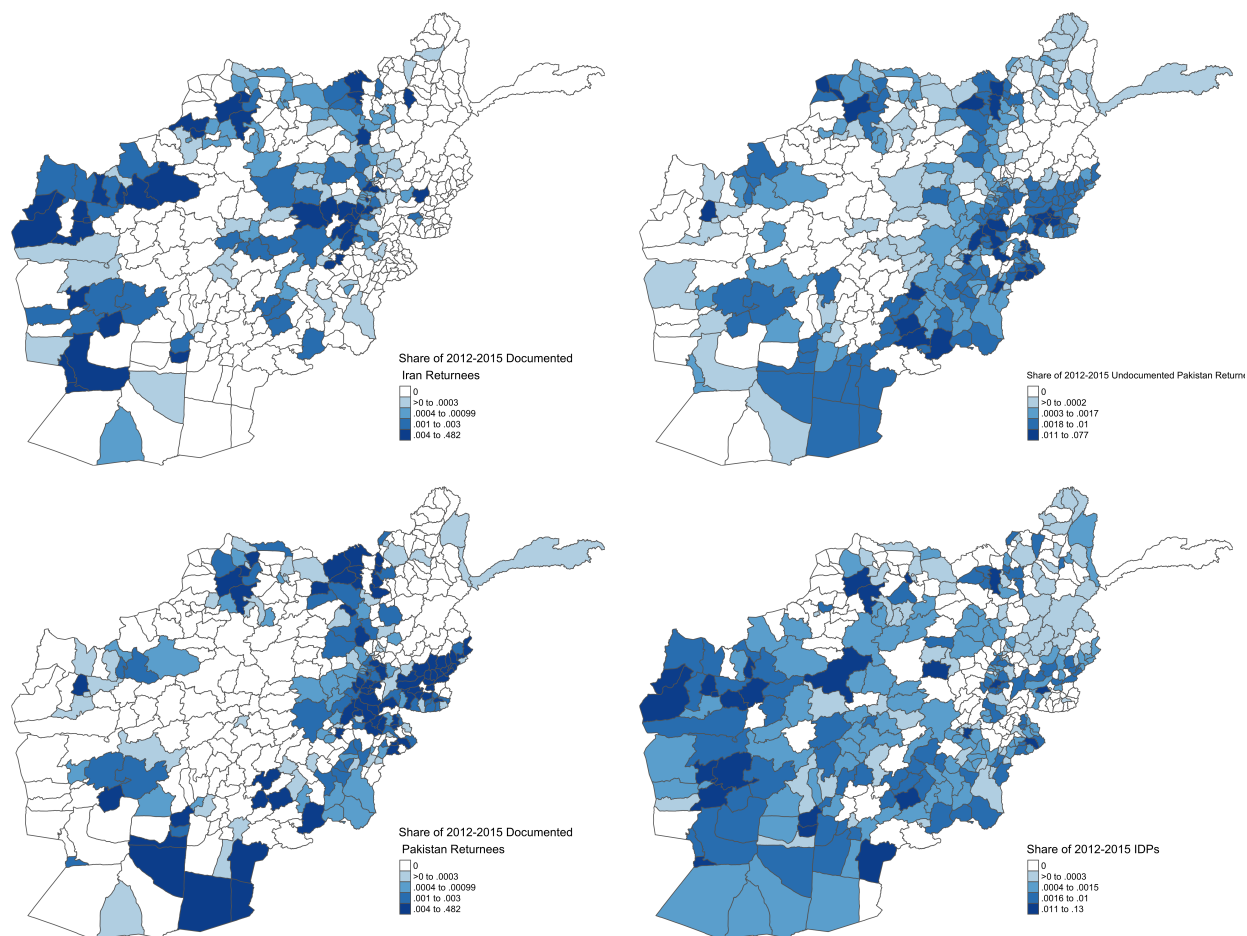 Share of 2012-2015 Documented
Iran Returnees
0
>0 to .0003
.0004 to .00099
.001 to .003
.004 to .482
Share of 2012-2015 Undocumented Pakistan Returne
0
>0 to .0002
.0003 to .0017
.0018 to .01
.011 to .077
Share of 2012-2015 Documented
Pakistan Returnees
0
>0 to .0003
.0004 to .00099
.001 to .003
.004 to .482
Share of 2012-2015 IDPs
0
>0 to .0003
.0004 to .0015
.0016 to .01
.011 to .13